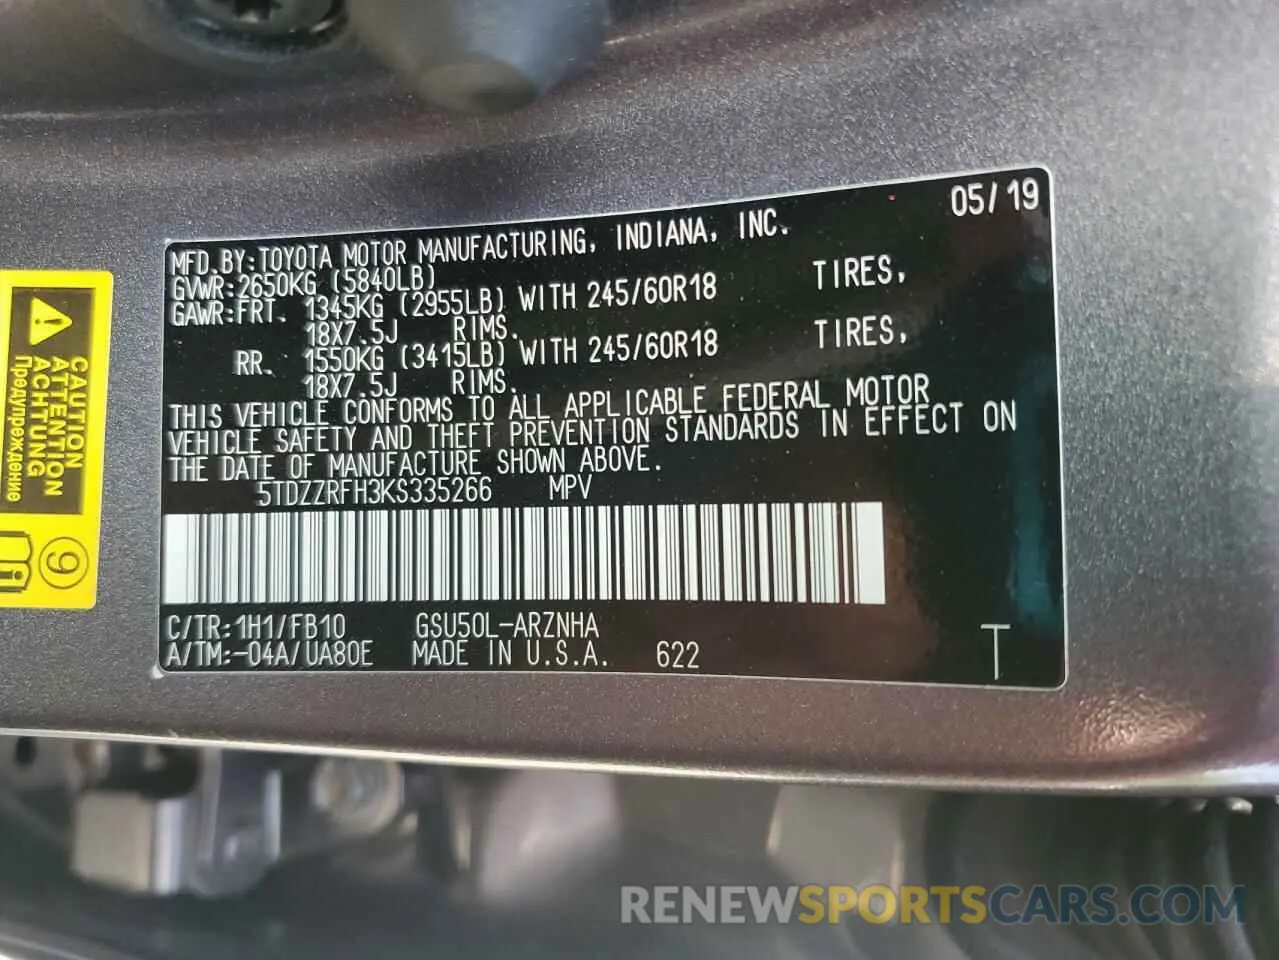 05/19
MFD.BY:TOYOTA MOTOR MANUFACTURING, INDIANA, INC.
GVWR:2650KG (5840LB)
GAWR:FRT. 1345KG (2955LB) WITH 245/60R18 TIRES,
18X7.5J RIMS.
RR. 1550KG (3415LB) WITH 245/60R18 TIRES,
18X7.5J RIMS.
THIS VEHICLE CONFORMS TO ALL APPLICABLE FEDERAL MOTOR
VEHICLE SAFETY AND THEFT PREVENTION STANDARDS IN EFFECT ON
THE DATE OF MANUFACTURE SHOWN ABOVE.
5TDZZRFH3KS335266 MPV
C/TR:1H1/FB10 GSU50L-ARZNHA
A/TM:-04A/UA80E MADE IN U.S.A. 622
T
CAUTION
ATTENTION
ACHTUNG
Предупреждение
9
RENEWSPORTSCARS.COM